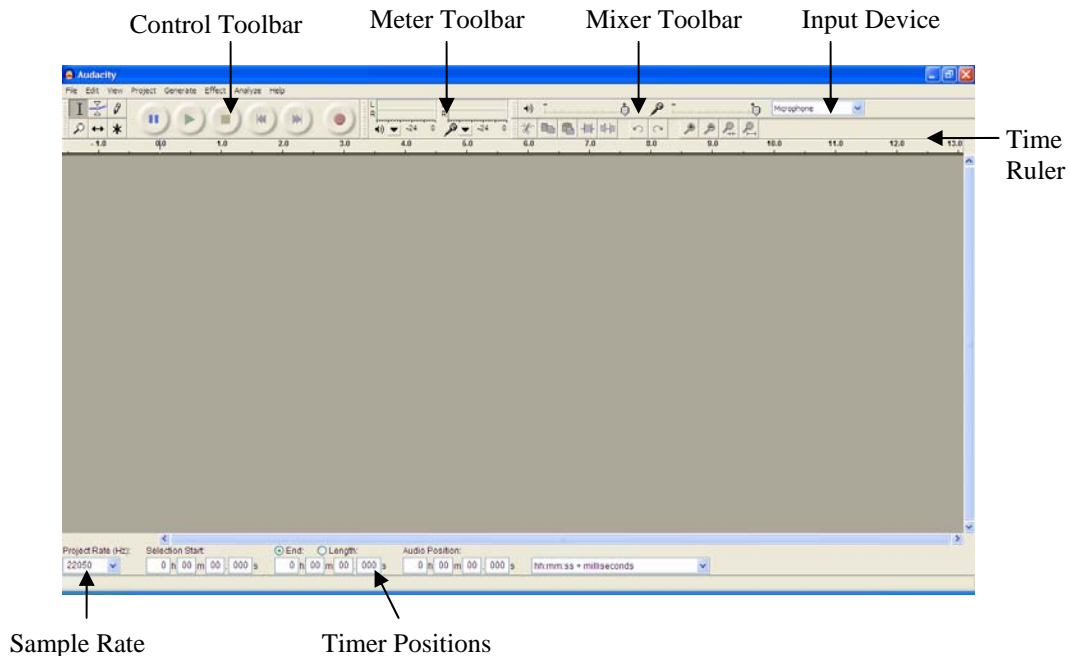 Control Toolbar Meter Toolbar Mixer Toolbar Input Device
Audacity
File Edit View Project Generate Effect Analyze Help
L
R R
Microphone
-24 0 -24 0
Time
Ruler
- 1.0 0.0 1.0 2.0 3.0 4.0 5.0 6.0 7.0 8.0 9.0 10.0 11.0 12.0 13.0
Project Rate (Hz): Selection Start: End: Length: Audio Position:
22050 0 h 00 m 00 . 000 s 0 h 00 m 00 . 000 s 0 h 00 m 00 . 000 s hh:mm:ss + milliseconds
Sample Rate Timer Positions